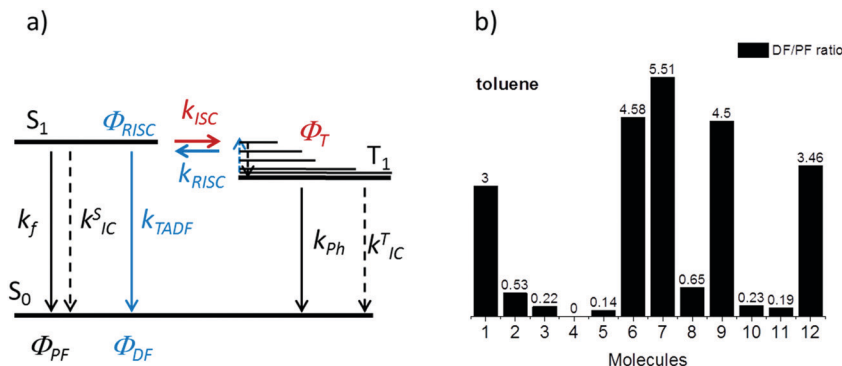 a)
S1
ΦRISC
kISC
ΦT
kRISC
T1
kf
kSIC
kTADF
kPh
kTIC
S0
ΦPF
ΦDF
b)
DF/PF ratio
toluene
3
0.53
0.22
0
0.14
4.58
5.51
0.65
4.5
0.23
0.19
3.46
1 2 3 4 5 6 7 8 9 10 11 12
Molecules